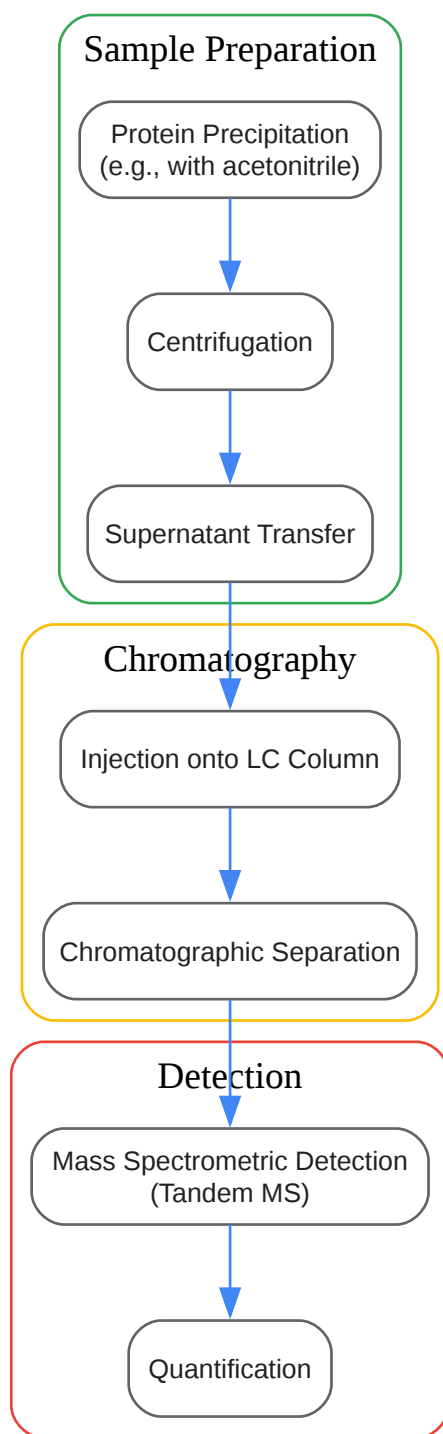 Sample Preparation
Protein Precipitation
(e.g., with acetonitrile)
Centrifugation
Supernatant Transfer
Chromatography
Injection onto LC Column
Chromatographic Separation
Detection
Mass Spectrometric Detection
(Tandem MS)
Quantification